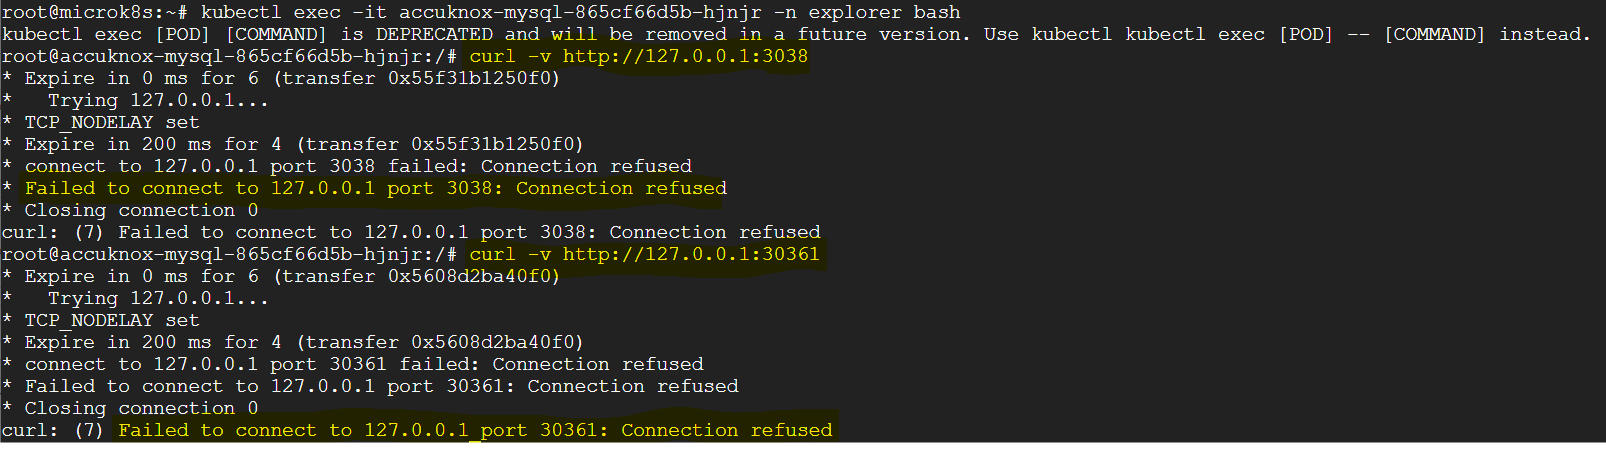 root@microk8s:~# kubectl exec -it accuknox-mysql-865cf66d5b-hjnjr -n explorer bash
kubectl exec [POD] [COMMAND] is DEPRECATED and will be removed in a future version. Use kubectl kubectl exec [POD] -- [COMMAND] instead.
root@accuknox-mysql-865cf66d5b-hjnjr:/# curl -v http://127.0.0.1:3038
* Expire in 0 ms for 6 (transfer 0x55f31b1250f0)
*   Trying 127.0.0.1...
* TCP_NODELAY set
* Expire in 200 ms for 4 (transfer 0x55f31b1250f0)
* connect to 127.0.0.1 port 3038 failed: Connection refused
* Failed to connect to 127.0.0.1 port 3038: Connection refused
* Closing connection 0
curl: (7) Failed to connect to 127.0.0.1 port 3038: Connection refused
root@accuknox-mysql-865cf66d5b-hjnjr:/# curl -v http://127.0.0.1:30361
* Expire in 0 ms for 6 (transfer 0x5608d2ba40f0)
*   Trying 127.0.0.1...
* TCP_NODELAY set
* Expire in 200 ms for 4 (transfer 0x5608d2ba40f0)
* connect to 127.0.0.1 port 30361 failed: Connection refused
* Failed to connect to 127.0.0.1 port 30361: Connection refused
* Closing connection 0
curl: (7) Failed to connect to 127.0.0.1 port 30361: Connection refused